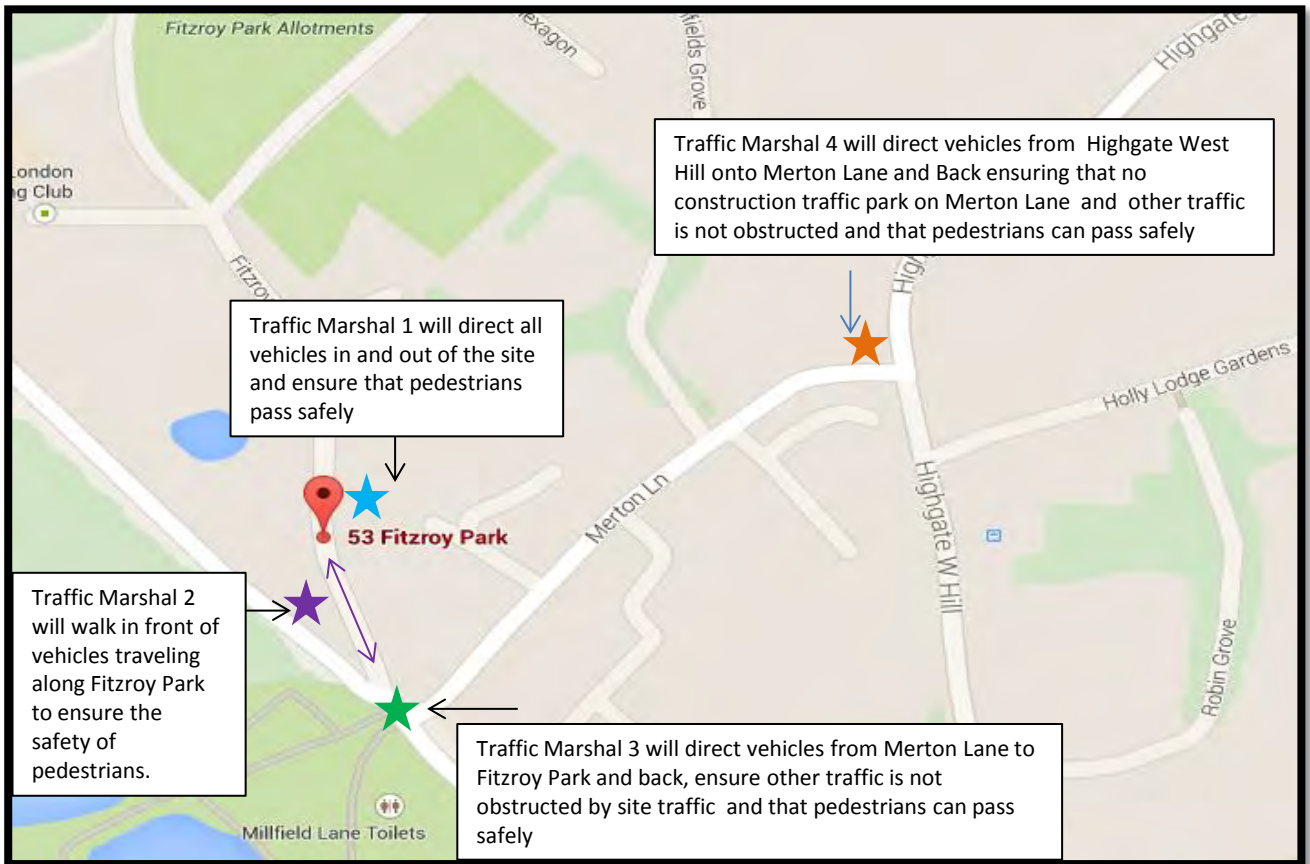 Fitzroy Park Allotments
Highgate
London
ng Club
Traffic Marshal 4 will direct vehicles from Highgate West
Hill onto Merton Lane and Back ensuring that no
construction traffic park on Merton Lane and other traffic
is not obstructed and that pedestrians can pass safely
Fitzroy
Traffic Marshal 1 will direct all
vehicles in and out of the site
and ensure that pedestrians
pass safely
Holly Lodge Gardens
Merton Ln
53 Fitzroy Park
Highgate W Hill
Traffic Marshal 2
will walk in front of
vehicles traveling
along Fitzroy Park
to ensure the
safety of
pedestrians.
Robin Grove
Traffic Marshal 3 will direct vehicles from Merton Lane to
Fitzroy Park and back, ensure other traffic is not
obstructed by site traffic and that pedestrians can pass
safely
Millfield Lane Toilets